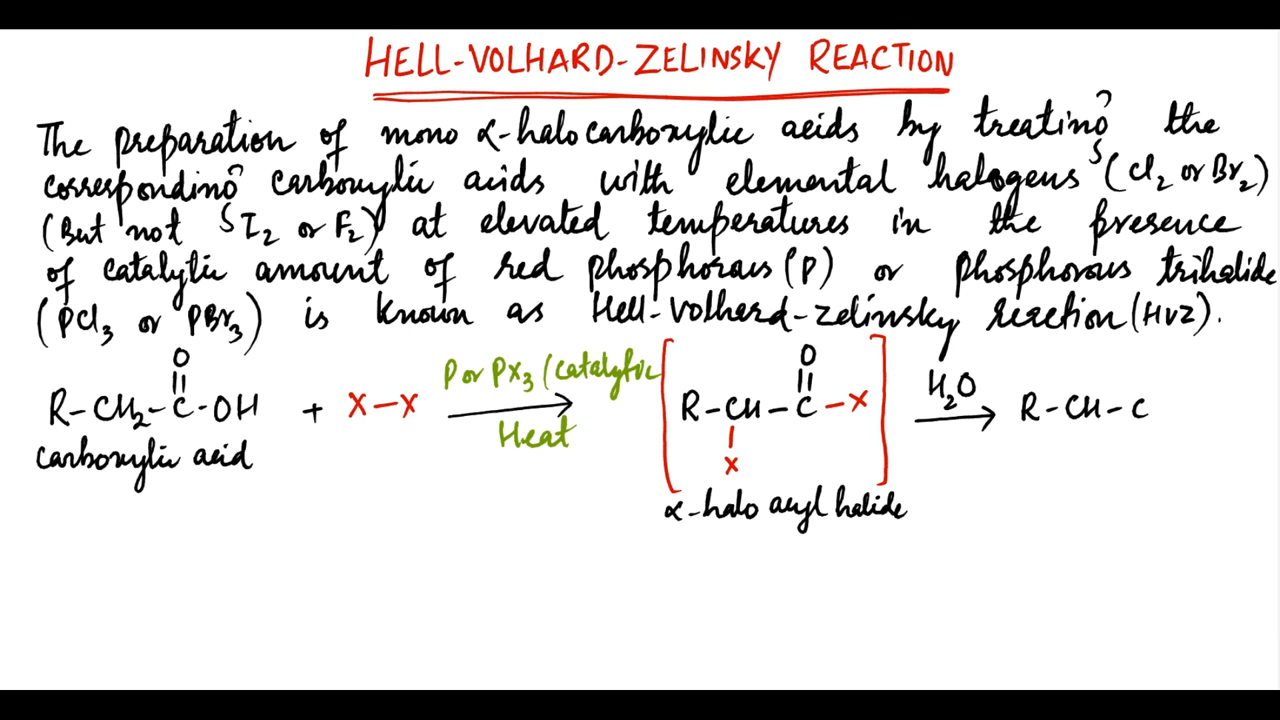 HELL-VOLHARD-ZELINSKY REACTION
The preparation of mono α-halocarboxylic acids by treating the
corresponding carboxylic acids with elemental halogens (Cl₂ or Br₂)
(But not I₂ or F₂) at elevated temperatures in the presence
of catalytic amount of red phosphorous (P) or phosphorous trihalide
(PCl₃ or PBr₃) is known as Hell-Volhard-Zelinsky reaction (HVZ).
R-CH₂-C-OH + X-X P or PX₃ (catalytic Heat R-CH-C-X H₂O R-CH-C
O O
X
carboxylic acid
α-halo acyl halide